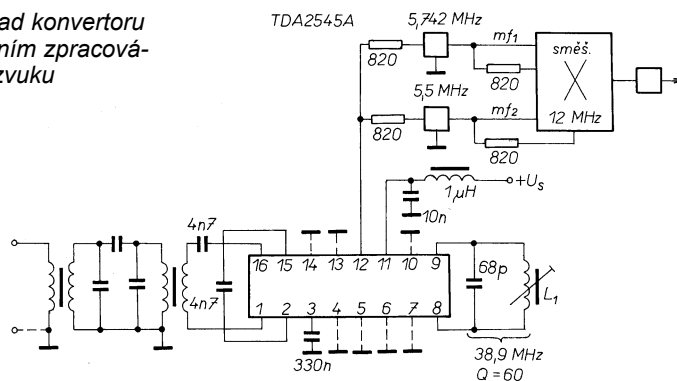 ad konvertoru
ním zpracová-
zvuku
TDA2545A
5,742 MHz
820
mf1
820
směš.
12 MHz
5,5 MHz
820
mf2
820
1µH
+Us
10n
4n7
4n7
16 15 14 13 12 11 10 9
1 2 3 4 5 6 7 8
330n
68p
L1
38,9 MHz
Q = 60